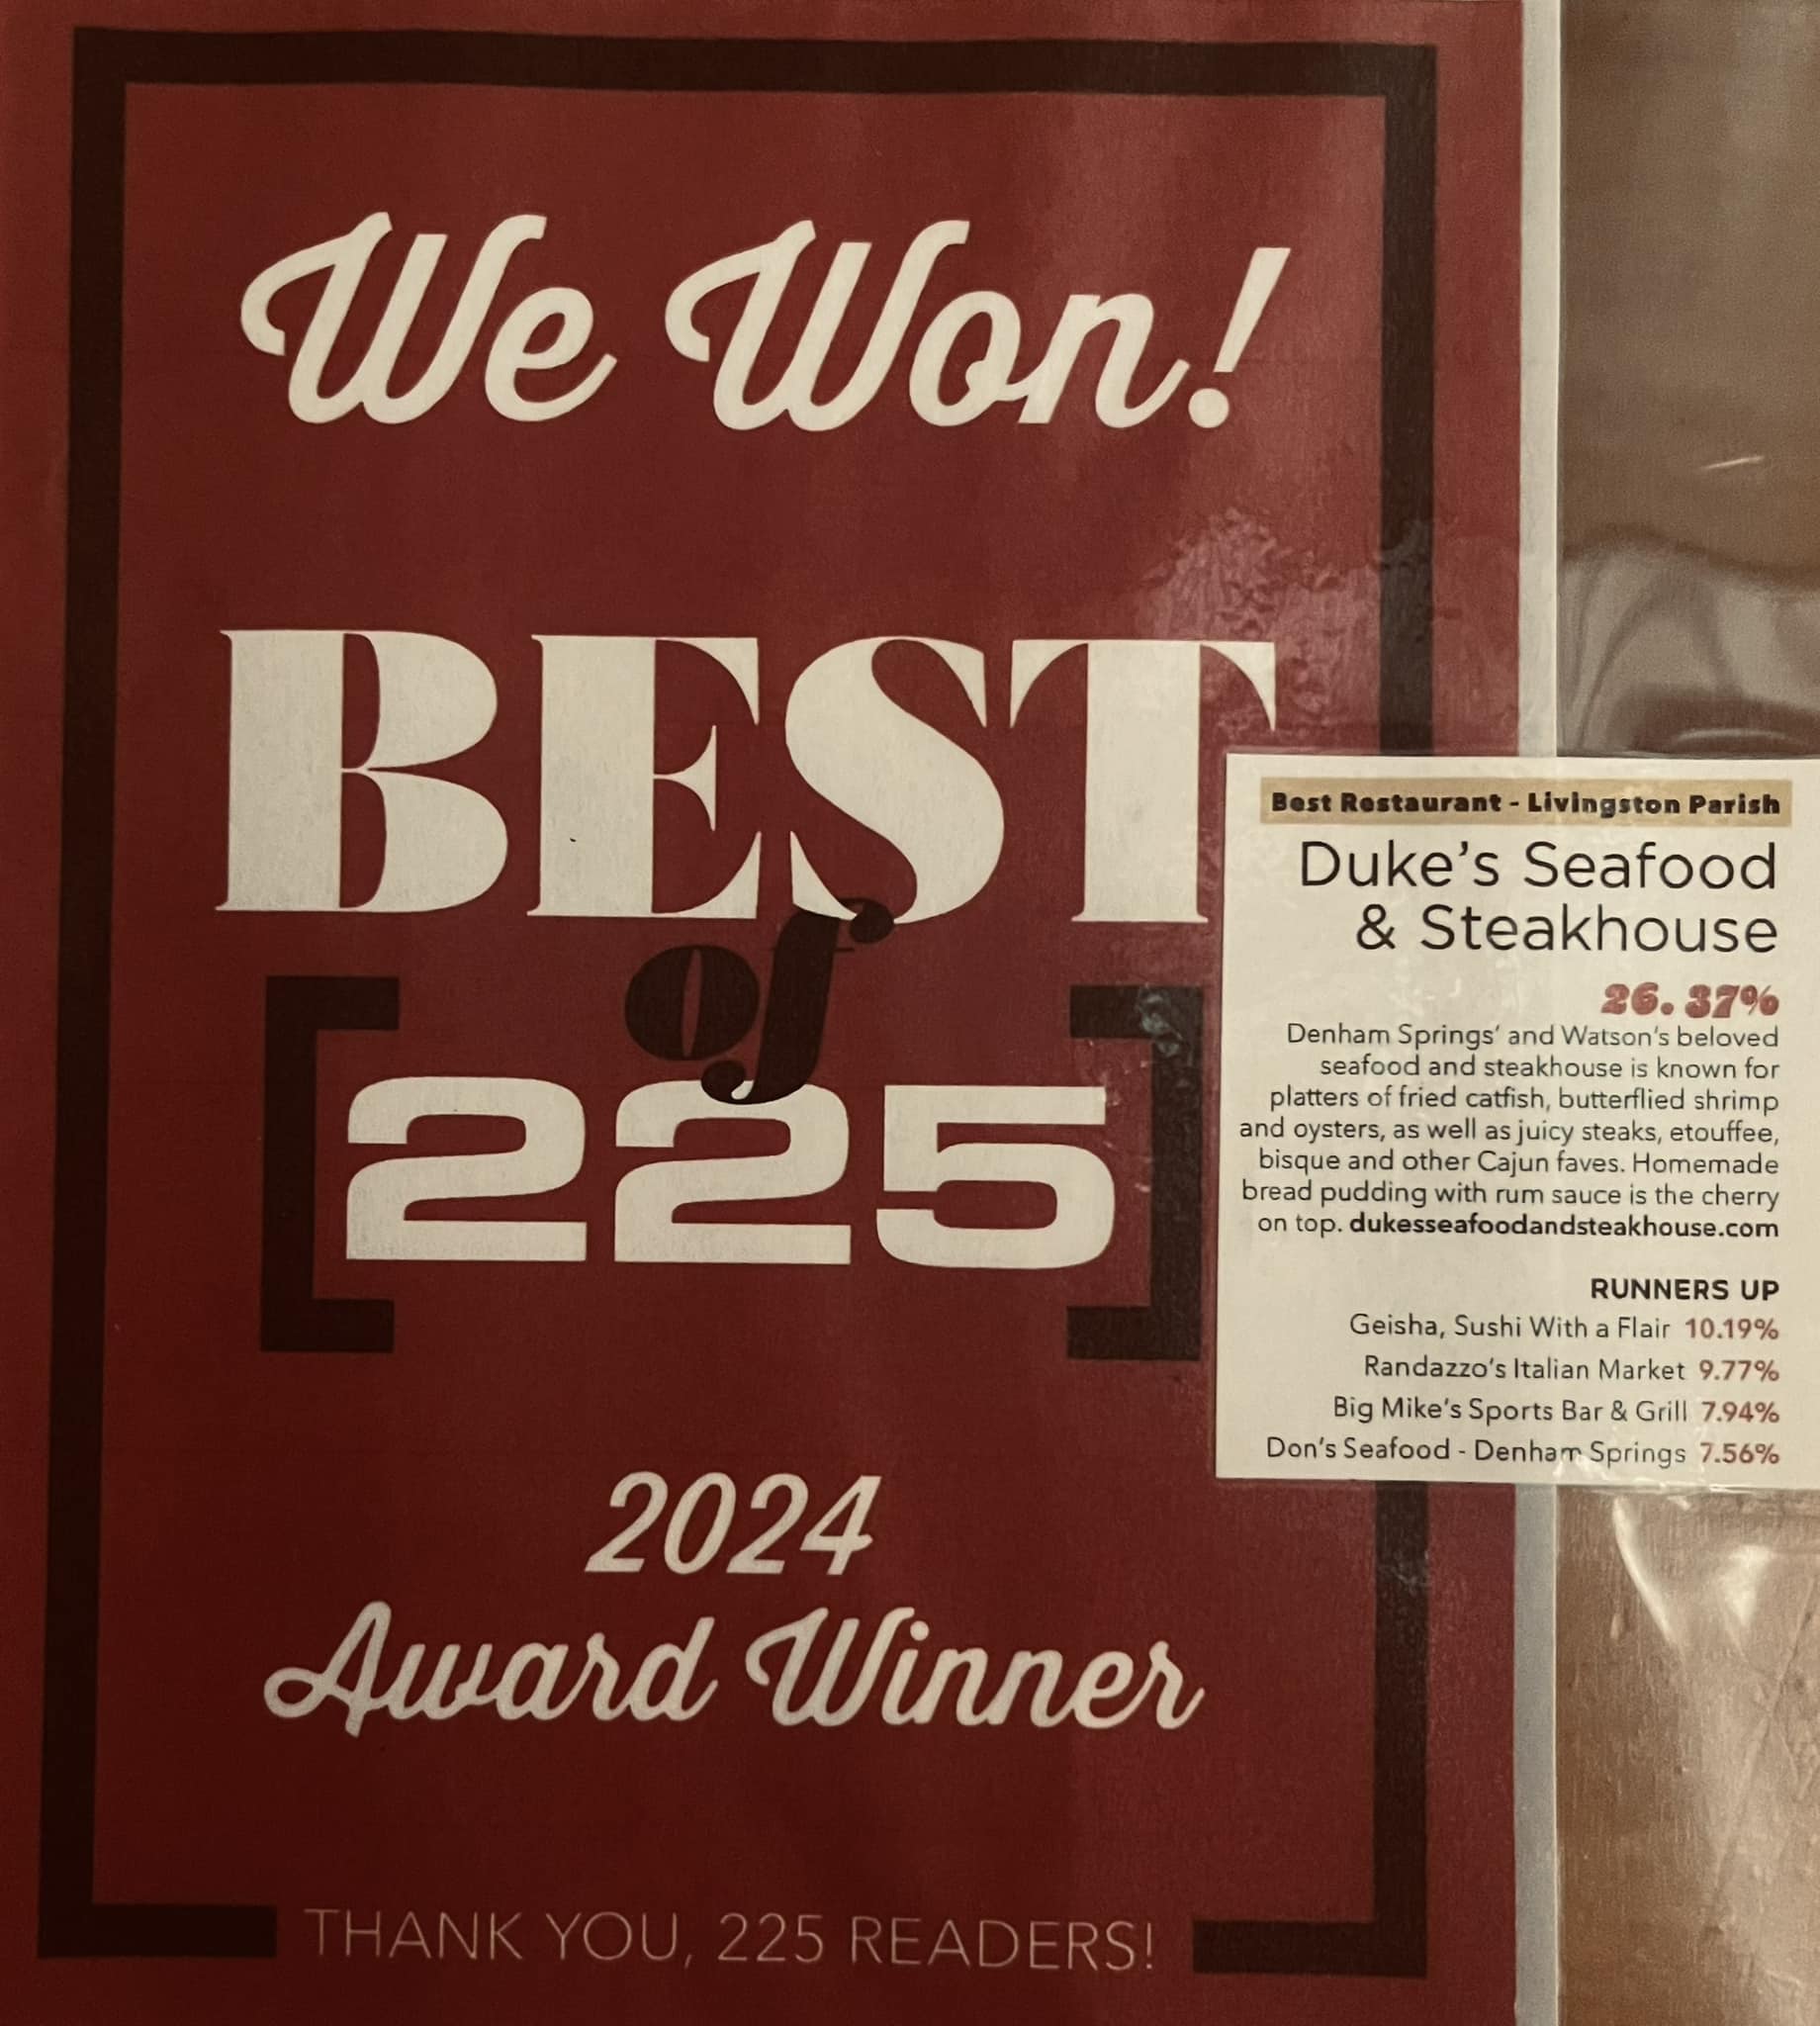 We Won!
BEST
of
225
2024
Award Winner
THANK YOU, 225 READERS!
Best Restaurant - Livingston Parish
Duke's Seafood
& Steakhouse
26.37%
Denham Springs' and Watson's beloved
seafood and steakhouse is known for
platters of fried catfish, butterflied shrimp
and oysters, as well as juicy steaks, etouffee,
bisque and other Cajun faves. Homemade
bread pudding with rum sauce is the cherry
on top. dukesseafoodandsteakhouse.com
RUNNERS UP
Geisha, Sushi With a Flair 10.19%
Randazzo's Italian Market 9.77%
Big Mike's Sports Bar & Grill 7.94%
Don's Seafood - Denham Springs 7.56%